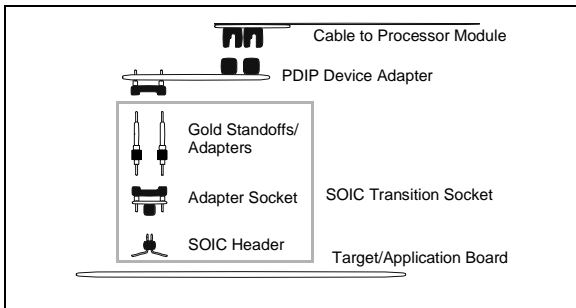 Cable to Processor Module
PDIP Device Adapter
Gold Standoffs/
Adapters
Adapter Socket
SOIC Transition Socket
SOIC Header
Target/Application Board